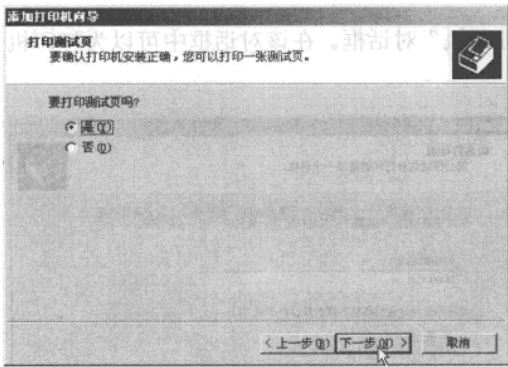 添加打印机向导
打印测试页
要确认打印机安装正确，您可以打印一张测试页。
要打印测试页吗?
是(Y)
否(O)
< 上一步(B)
下一步(N) >
取消